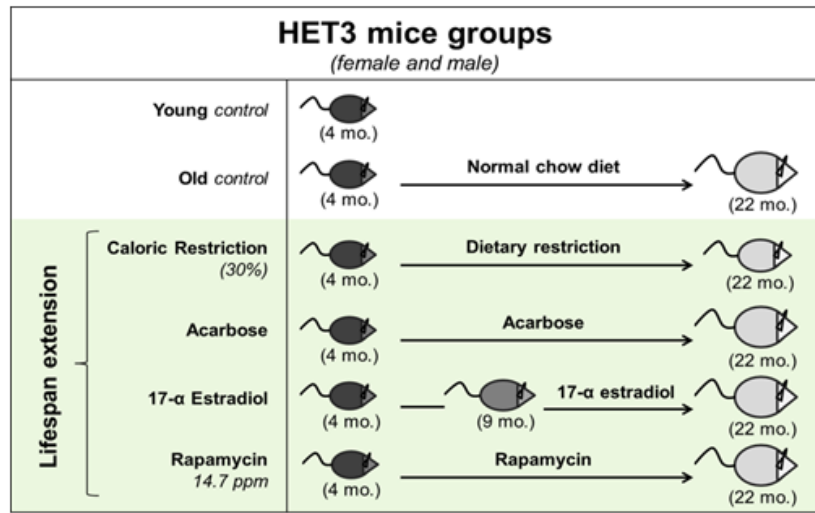 HET3 mice groups
(female and male)
Young control
(4 mo.)
Old control
(4 mo.)
Normal chow diet
(22 mo.)
Lifespan extension
Caloric Restriction
(30%)
(4 mo.)
Dietary restriction
(22 mo.)
Acarbose
(4 mo.)
Acarbose
(22 mo.)
17-α Estradiol
(4 mo.)
(9 mo.)
17-α estradiol
(22 mo.)
Rapamycin
14.7 ppm
(4 mo.)
Rapamycin
(22 mo.)